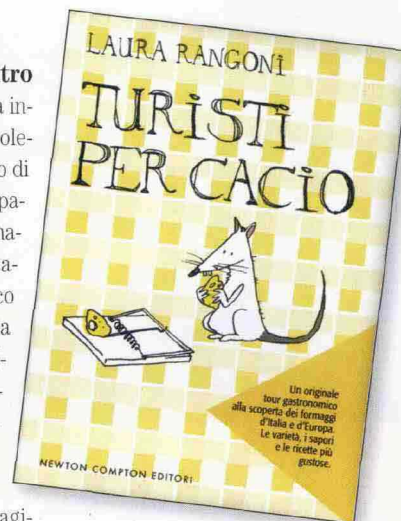 tro
a in-
ole-
o di
pa-
na-
a-
co
a
-
-
agi-
LAURA RANGONI
TURISTI
PER CACIO
Un originale
tour gastronomico
alla scoperta dei formaggi
d'Italia e d'Europa.
Le varietà, i sapori
e le ricette più
gustose.
NEWTON COMPTON EDITORI